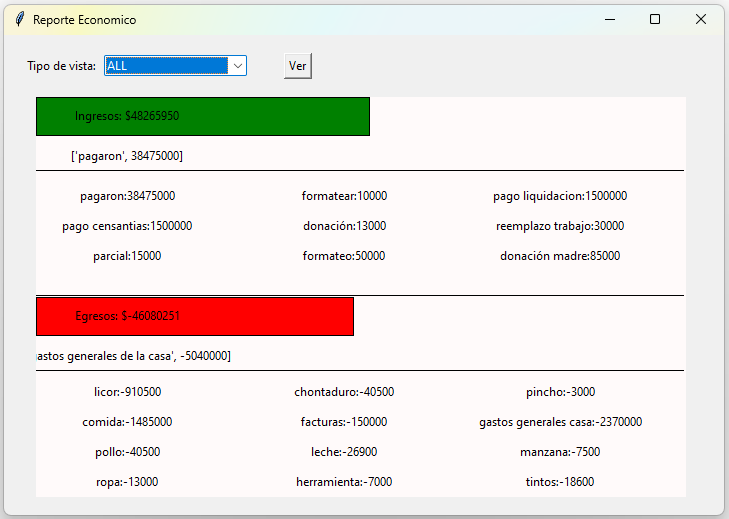 Reporte Economico
Tipo de vista: ALL Ver
Ingresos: $48265950
['pagaron', 38475000]
pagaron:38475000 formatear:10000 pago liquidacion:1500000
pago censantias:1500000 donación:13000 reemplazo trabajo:30000
parcial:15000 formateo:50000 donación madre:85000
Egresos: $-46080251
gastos generales de la casa', -5040000]
licor:-910500 chontaduro:-40500 pincho:-3000
comida:-1485000 facturas:-150000 gastos generales casa:-2370000
pollo:-40500 leche:-26900 manzana:-7500
ropa:-13000 herramienta:-7000 tintos:-18600